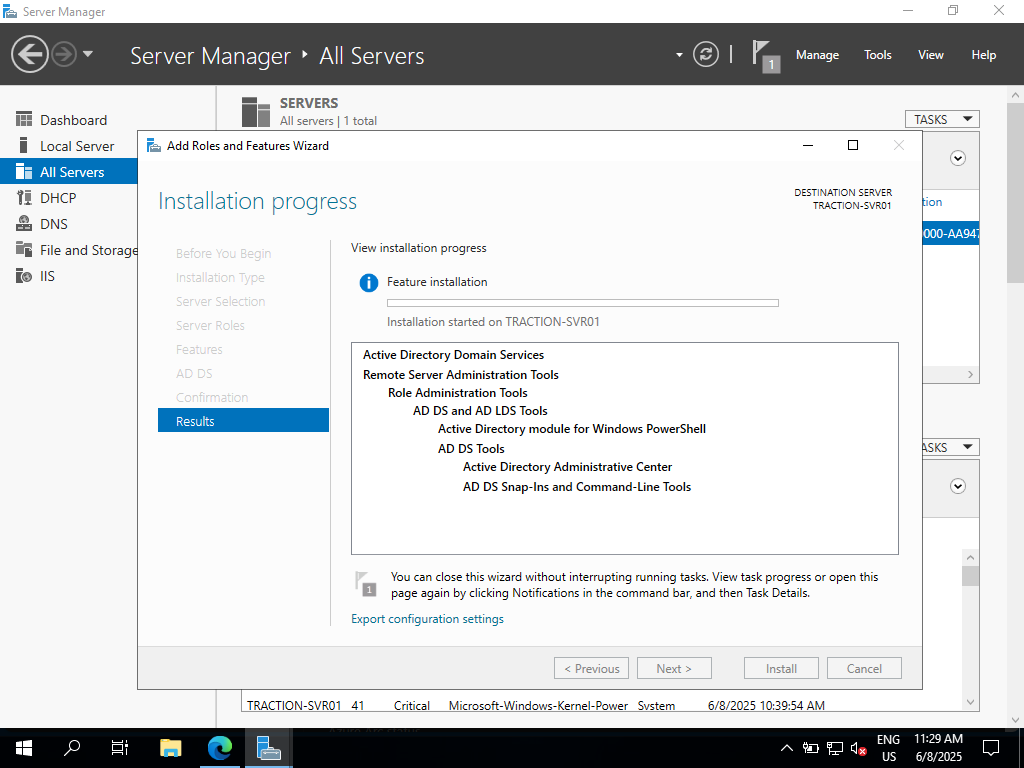 Server Manager
Server Manager
All Servers
1
Manage
Tools
View
Help
Dashboard
Local Server
All Servers
DHCP
DNS
File and Storage
IIS
SERVERS
All servers | 1 total
TASKS
tion
000-AA947
ASKS
Add Roles and Features Wizard
Installation progress
DESTINATION SERVER
TRACTION-SVR01
Before You Begin
Installation Type
Server Selection
Server Roles
Features
AD DS
Confirmation
Results
View installation progress
Feature installation
Installation started on TRACTION-SVR01
Active Directory Domain Services
Remote Server Administration Tools
Role Administration Tools
AD DS and AD LDS Tools
Active Directory module for Windows PowerShell
AD DS Tools
Active Directory Administrative Center
AD DS Snap-Ins and Command-Line Tools
1
You can close this wizard without interrupting running tasks. View task progress or open this
page again by clicking Notifications in the command bar, and then Task Details.
Export configuration settings
< Previous
Next >
Install
Cancel
TRACTION-SVR01 41 Critical Microsoft-Windows-Kernel-Power System 6/8/2025 10:39:54 AM
ENG
US
11:29 AM
6/8/2025